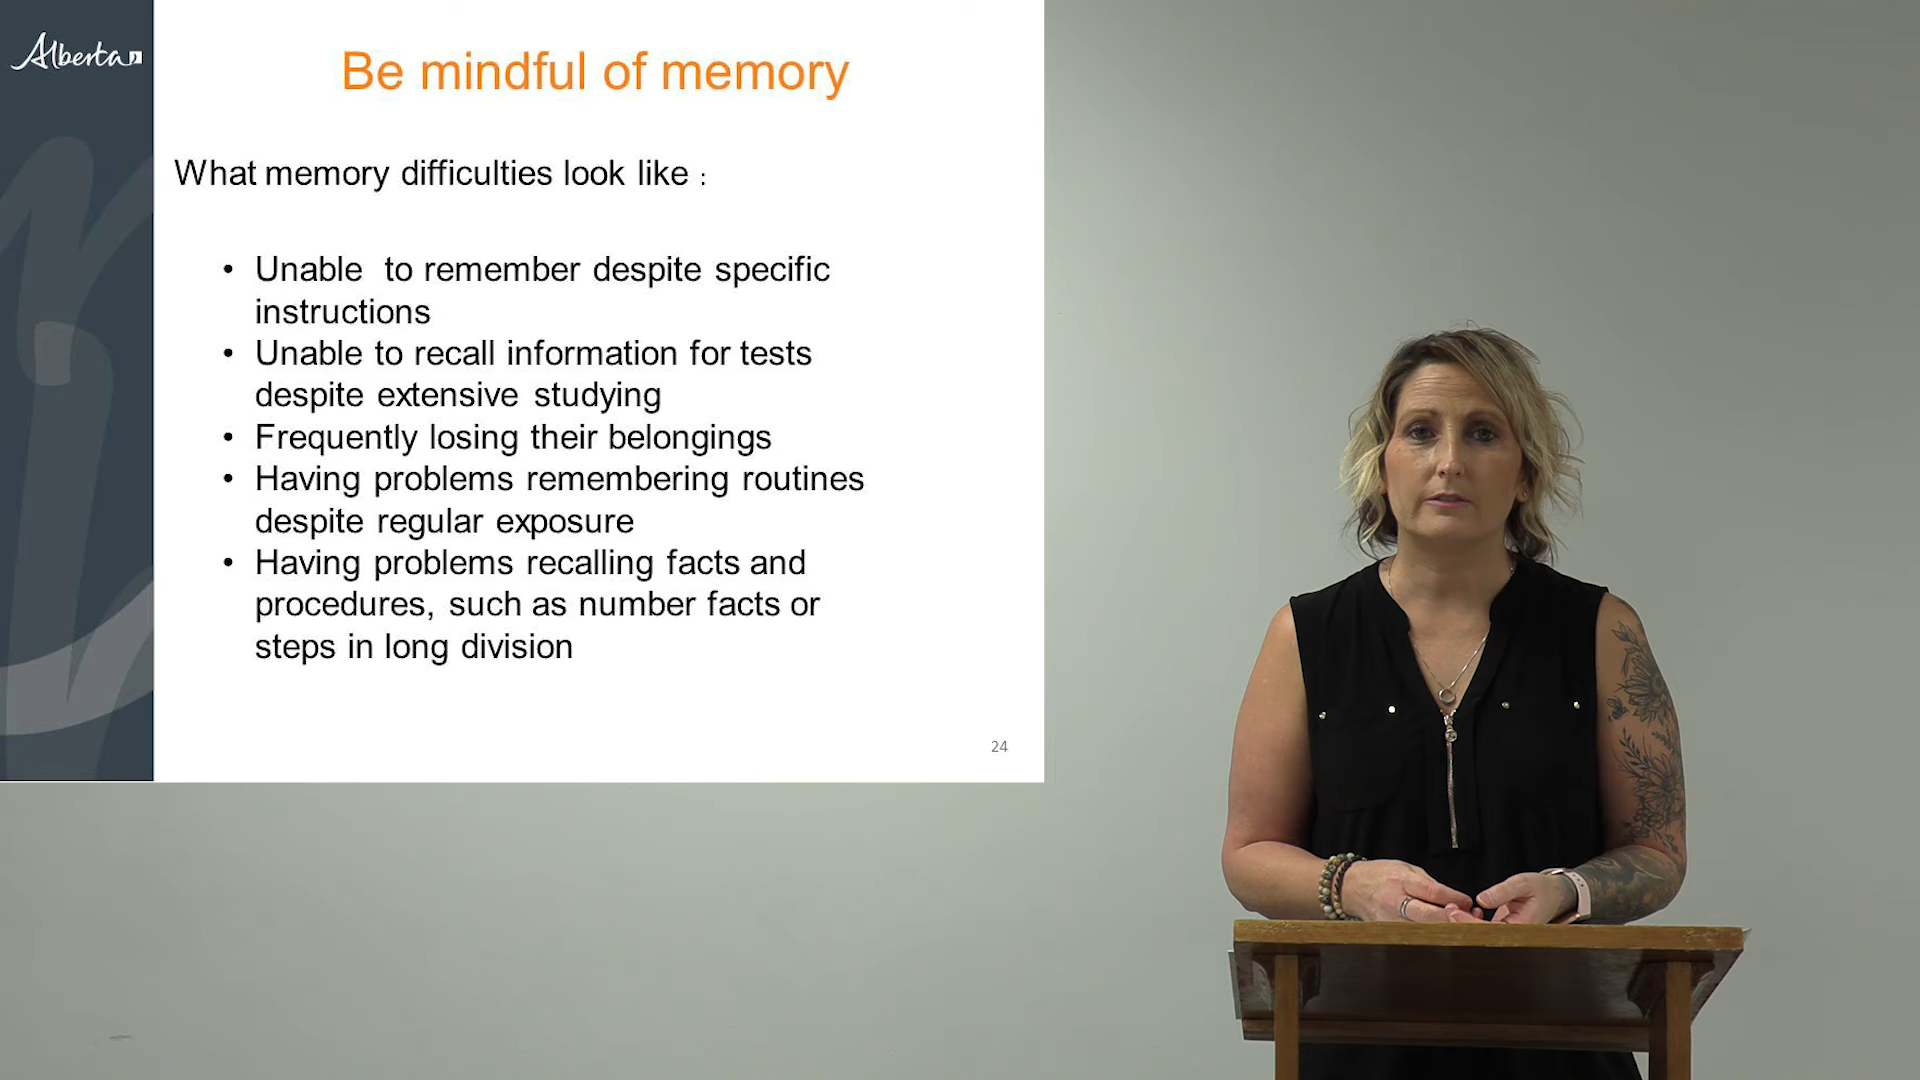 Alberta
Be mindful of memory
What memory difficulties look like :
• Unable to remember despite specific
instructions
• Unable to recall information for tests
despite extensive studying
• Frequently losing their belongings
• Having problems remembering routines
despite regular exposure
• Having problems recalling facts and
procedures, such as number facts or
steps in long division
24